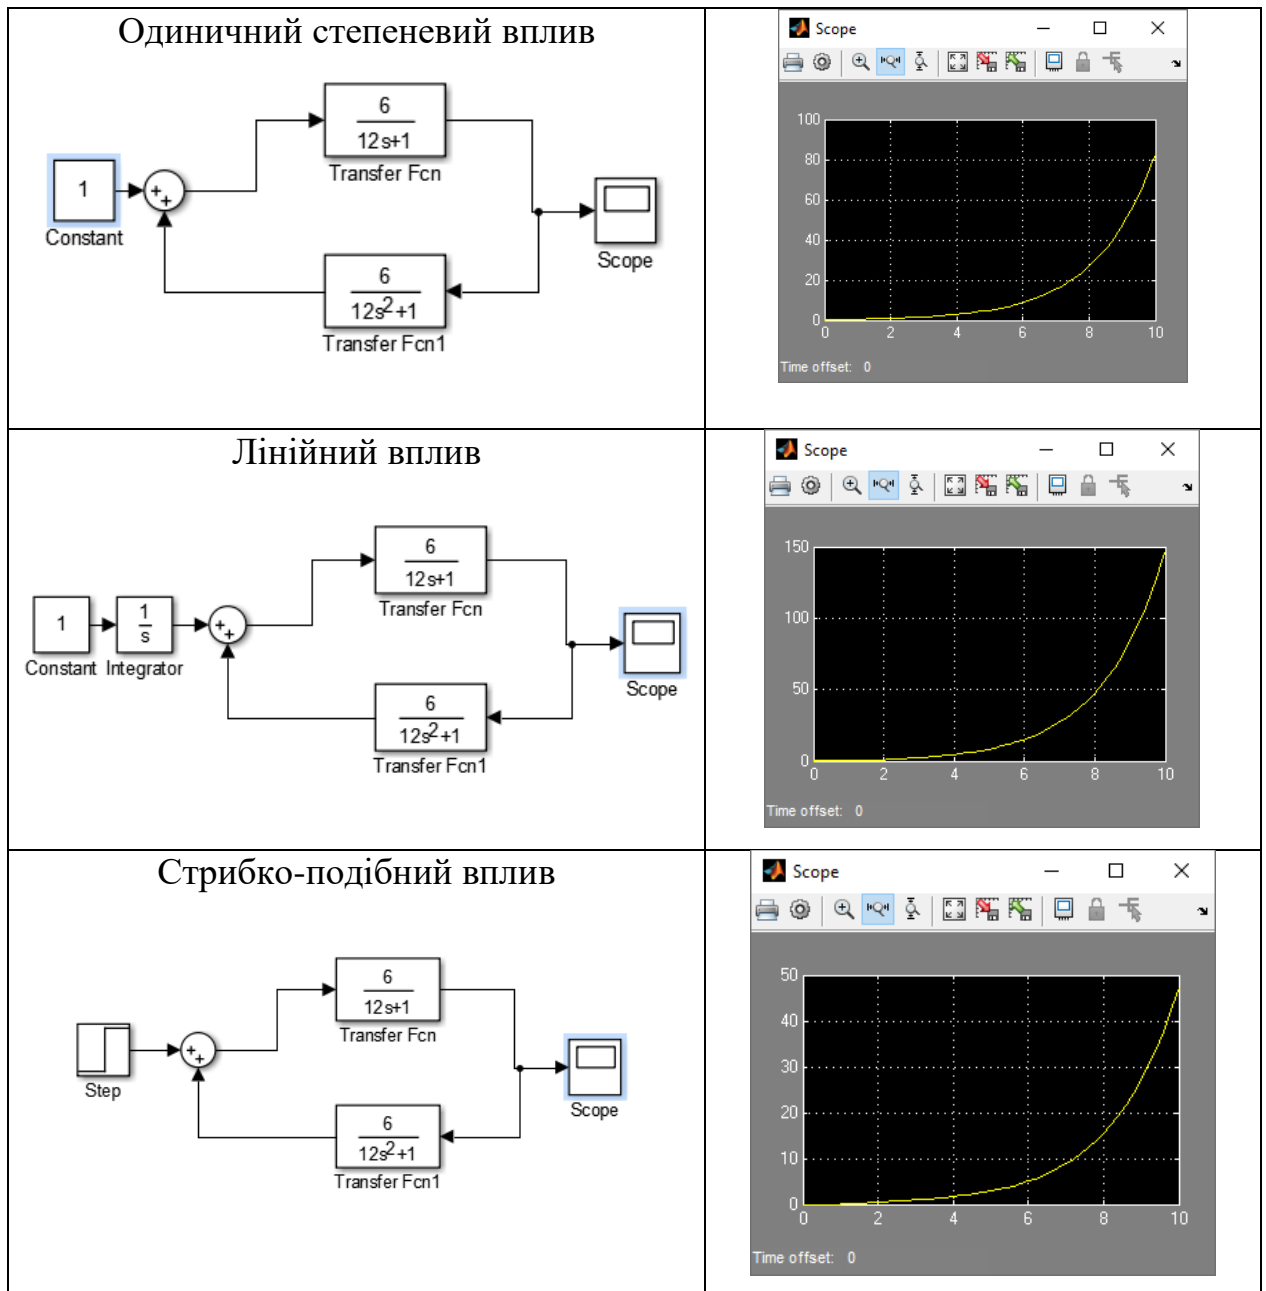 Одиничний степеневий вплив
1
Constant
+
+
6
12s+1
Transfer Fcn
6
12s²+1
Transfer Fcn1
Scope
Scope
100
80
60
40
20
0
0 2 4 6 8 10
Time offset: 0
Лінійний вплив
1
Constant
1
s
Integrator
+
+
6
12s+1
Transfer Fcn
6
12s²+1
Transfer Fcn1
Scope
Scope
150
100
50
0
0 2 4 6 8 10
Time offset: 0
Стрибко-подібний вплив
Step
+
+
6
12s+1
Transfer Fcn
6
12s²+1
Transfer Fcn1
Scope
Scope
50
40
30
20
10
0
0 2 4 6 8 10
Time offset: 0